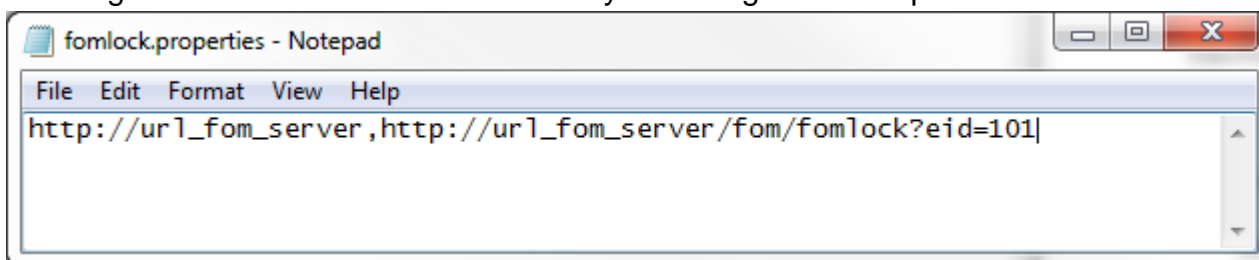 fomlock.properties - Notepad
File Edit Format View Help
http://url_fom_server,http://url_fom_server/fom/fomlock?eid=101